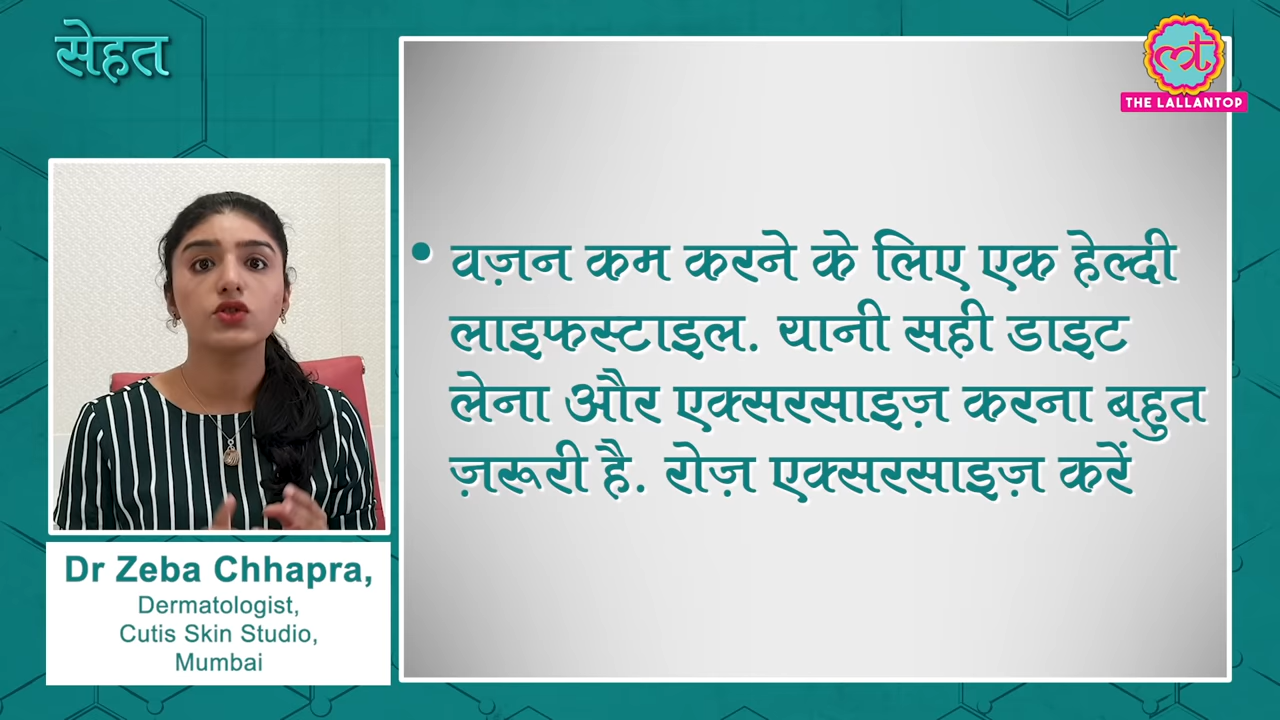 सेहत
THE LALLANTOP
• वज़न कम करने के लिए एक हेल्दी
लाइफस्टाइल. यानी सही डाइट
लेना और एक्सरसाइज़ करना बहुत
ज़रूरी है. रोज़ एक्सरसाइज़ करें
Dr Zeba Chhapra,
Dermatologist,
Cutis Skin Studio,
Mumbai